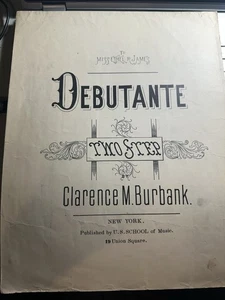 DEBUTANTE
TWO STEP
Clarence M. Burbank.
NEW YORK,
Published by U.S. SCHOOL of Music.
19 Union Square.